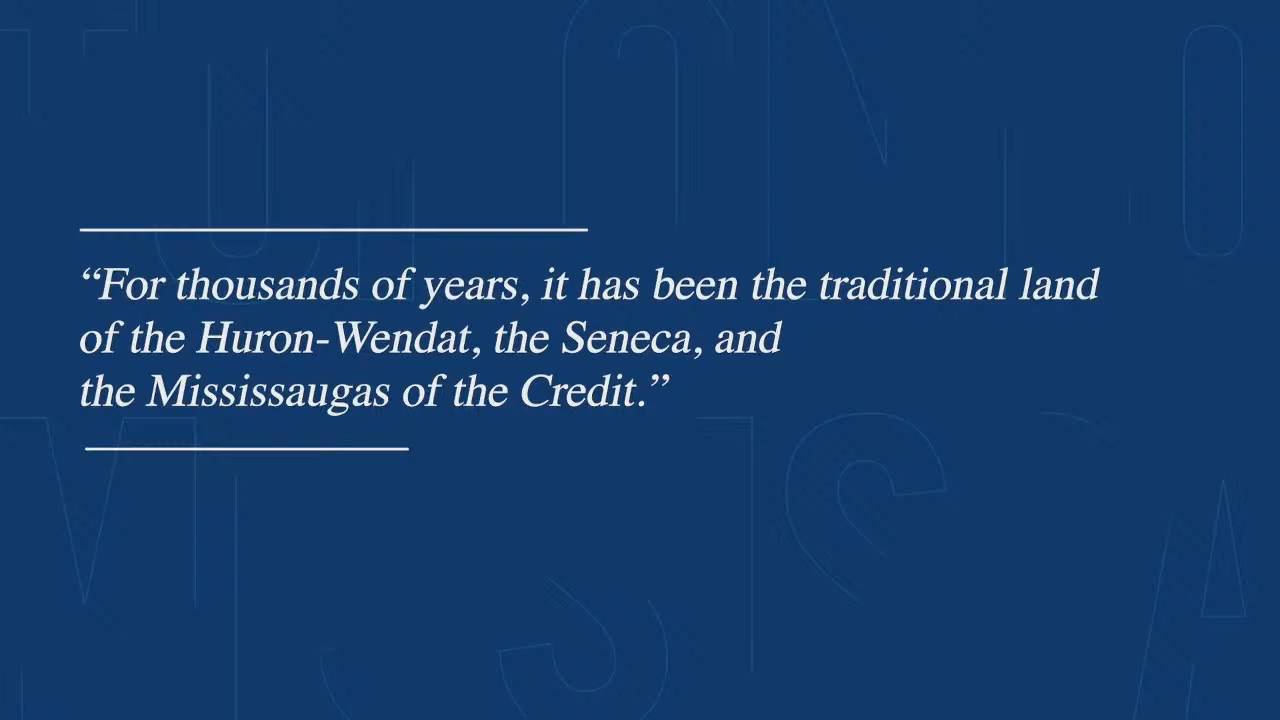 “For thousands of years, it has been the traditional land
of the Huron-Wendat, the Seneca, and
the Mississaugas of the Credit.”